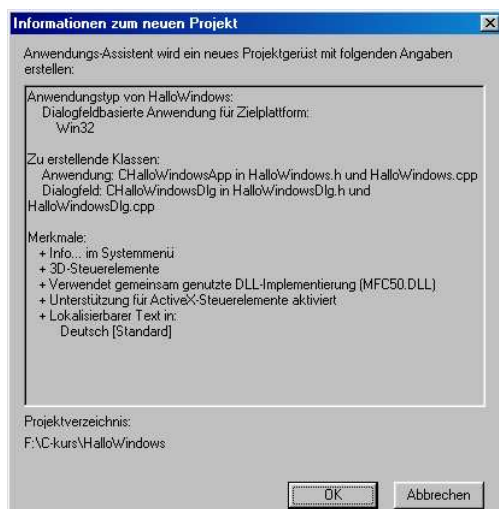 Informationen zum neuen Projekt
Anwendungs-Assistent wird ein neues Projektgerüst mit folgenden Angaben
erstellen:
Anwendungstyp von HalloWindows:
Dialogfeldbasierte Anwendung für Zielplattform:
Win32
Zu erstellende Klassen:
Anwendung: CHalloWindowsApp in HalloWindows.h und HalloWindows.cpp
Dialogfeld: CHalloWindowsDlg in HalloWindowsDlg.h und
HalloWindowsDlg.cpp
Merkmale:
+ Info... im Systemmenü
+ 3D-Steuerelemente
+ Verwendet gemeinsam genutzte DLL-Implementierung (MFC50.DLL)
+ Unterstützung für ActiveX-Steuerelemente aktiviert
+ Lokalisierbarer Text in:
Deutsch [Standard]
Projektverzeichnis:
F:\C-kurs\HalloWindows
OK Abbrechen